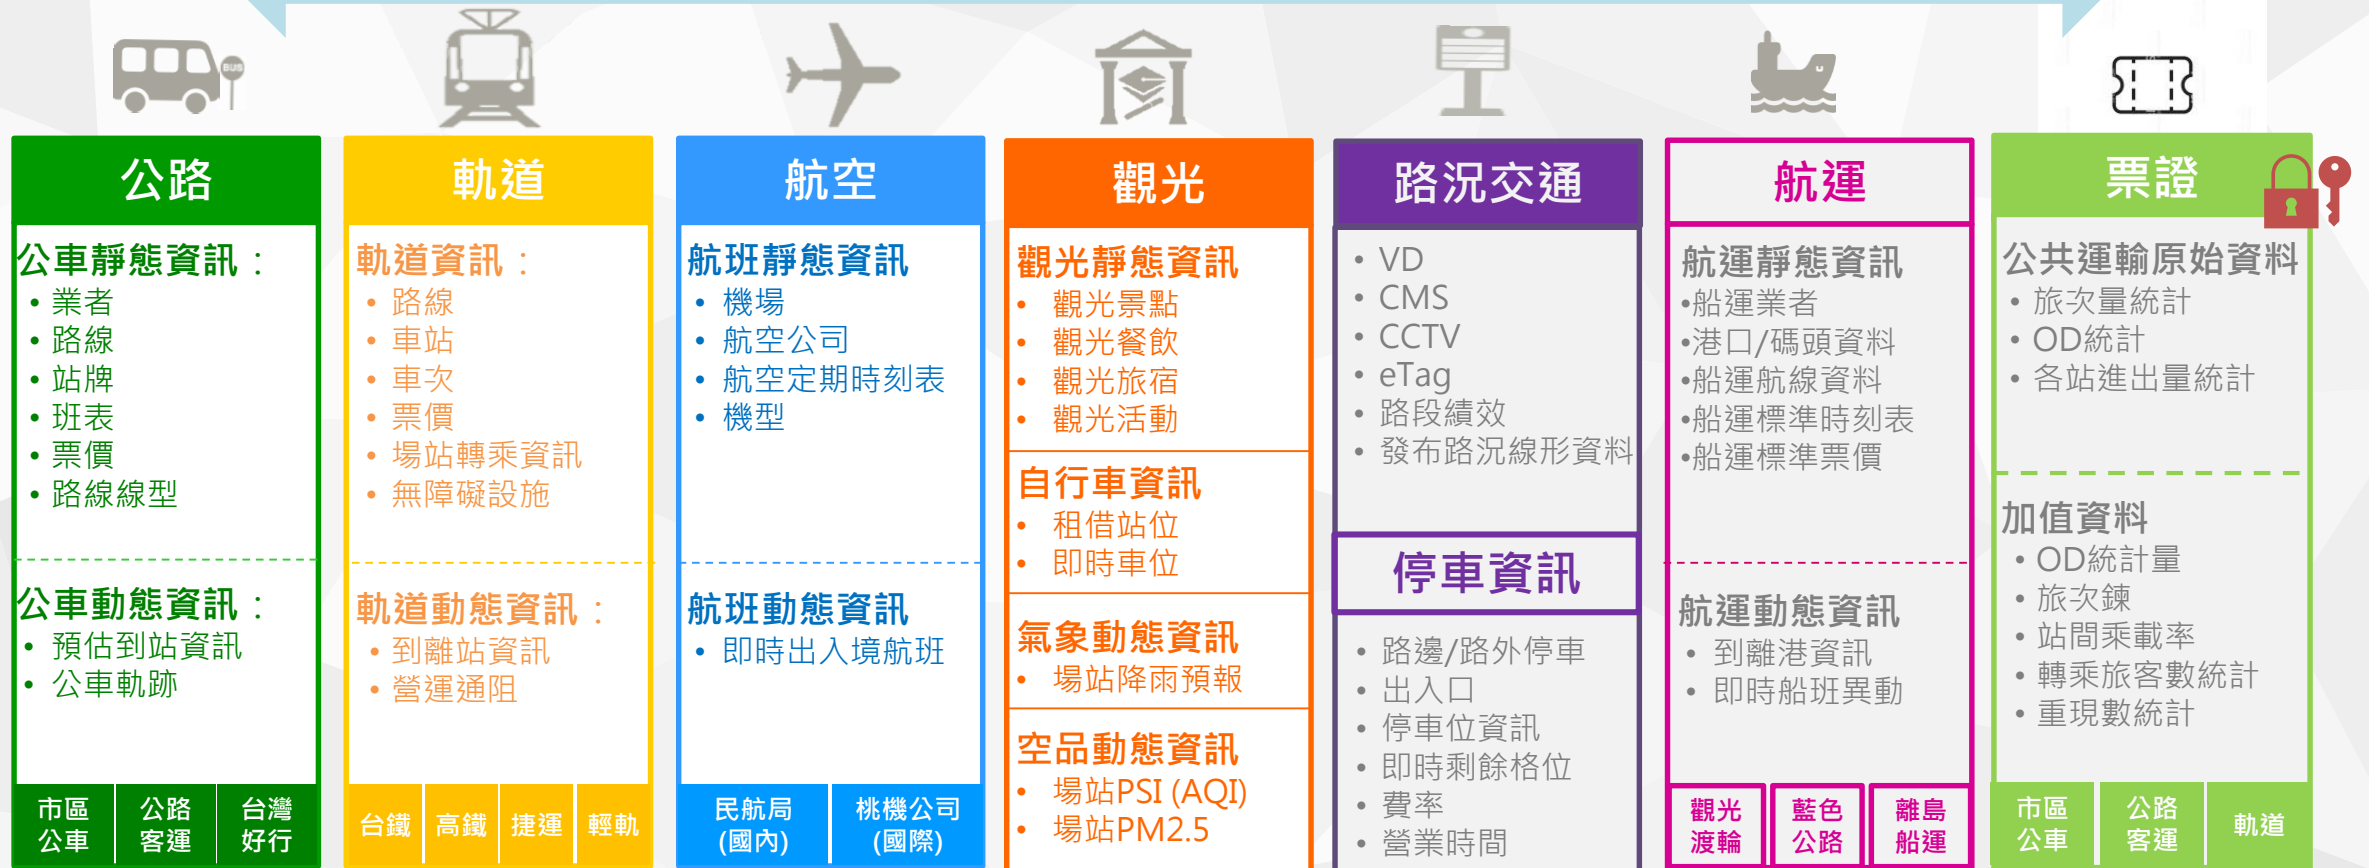 BUS
公路
公車靜態資訊：
• 業者
• 路線
• 站牌
• 班表
• 票價
• 路線線型
公車動態資訊：
• 預估到站資訊
• 公車軌跡
市區
公車
公路
客運
台灣
好行
軌道
軌道資訊：
• 路線
• 車站
• 車次
• 票價
• 場站轉乘資訊
• 無障礙設施
軌道動態資訊：
• 到離站資訊
• 營運通阻
台鐵
高鐵
捷運
輕軌
航空
航班靜態資訊
• 機場
• 航空公司
• 航空定期時刻表
• 機型
航班動態資訊
• 即時出入境航班
民航局
(國內)
桃機公司
(國際)
觀光
觀光靜態資訊
• 觀光景點
• 觀光餐飲
• 觀光旅宿
• 觀光活動
自行車資訊
• 租借站位
• 即時車位
氣象動態資訊
• 場站降雨預報
空品動態資訊
• 場站PSI (AQI)
• 場站PM2.5
路況交通
• VD
• CMS
• CCTV
• eTag
• 路段績效
• 發布路況線形資料
停車資訊
• 路邊/路外停車
• 出入口
• 停車位資訊
• 即時剩餘格位
• 費率
• 營業時間
航運
航運靜態資訊
•船運業者
•港口/碼頭資料
•船運航線資料
•船運標準時刻表
•船運標準票價
航運動態資訊
• 到離港資訊
• 即時船班異動
觀光
渡輪
藍色
公路
離島
船運
票證
公共運輸原始資料
• 旅次量統計
• OD統計
• 各站進出量統計
加值資料
• OD統計量
• 旅次鍊
• 站間乘載率
• 轉乘旅客數統計
• 重現數統計
市區
公車
公路
客運
軌道